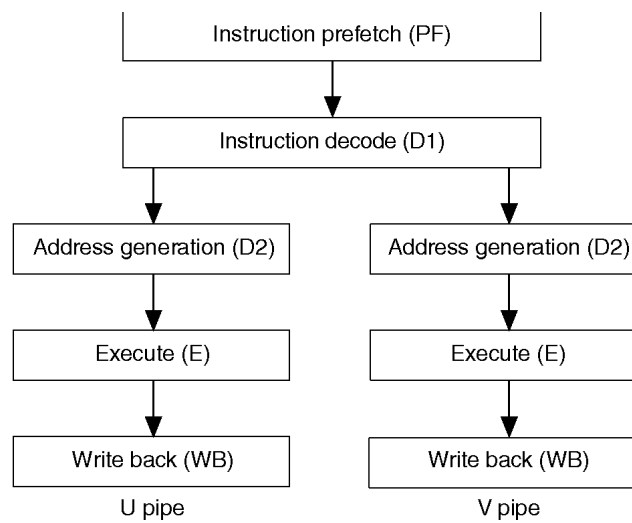 Instruction prefetch (PF)
Instruction decode (D1)
Address generation (D2)
Address generation (D2)
Execute (E)
Execute (E)
Write back (WB)
Write back (WB)
U pipe
V pipe